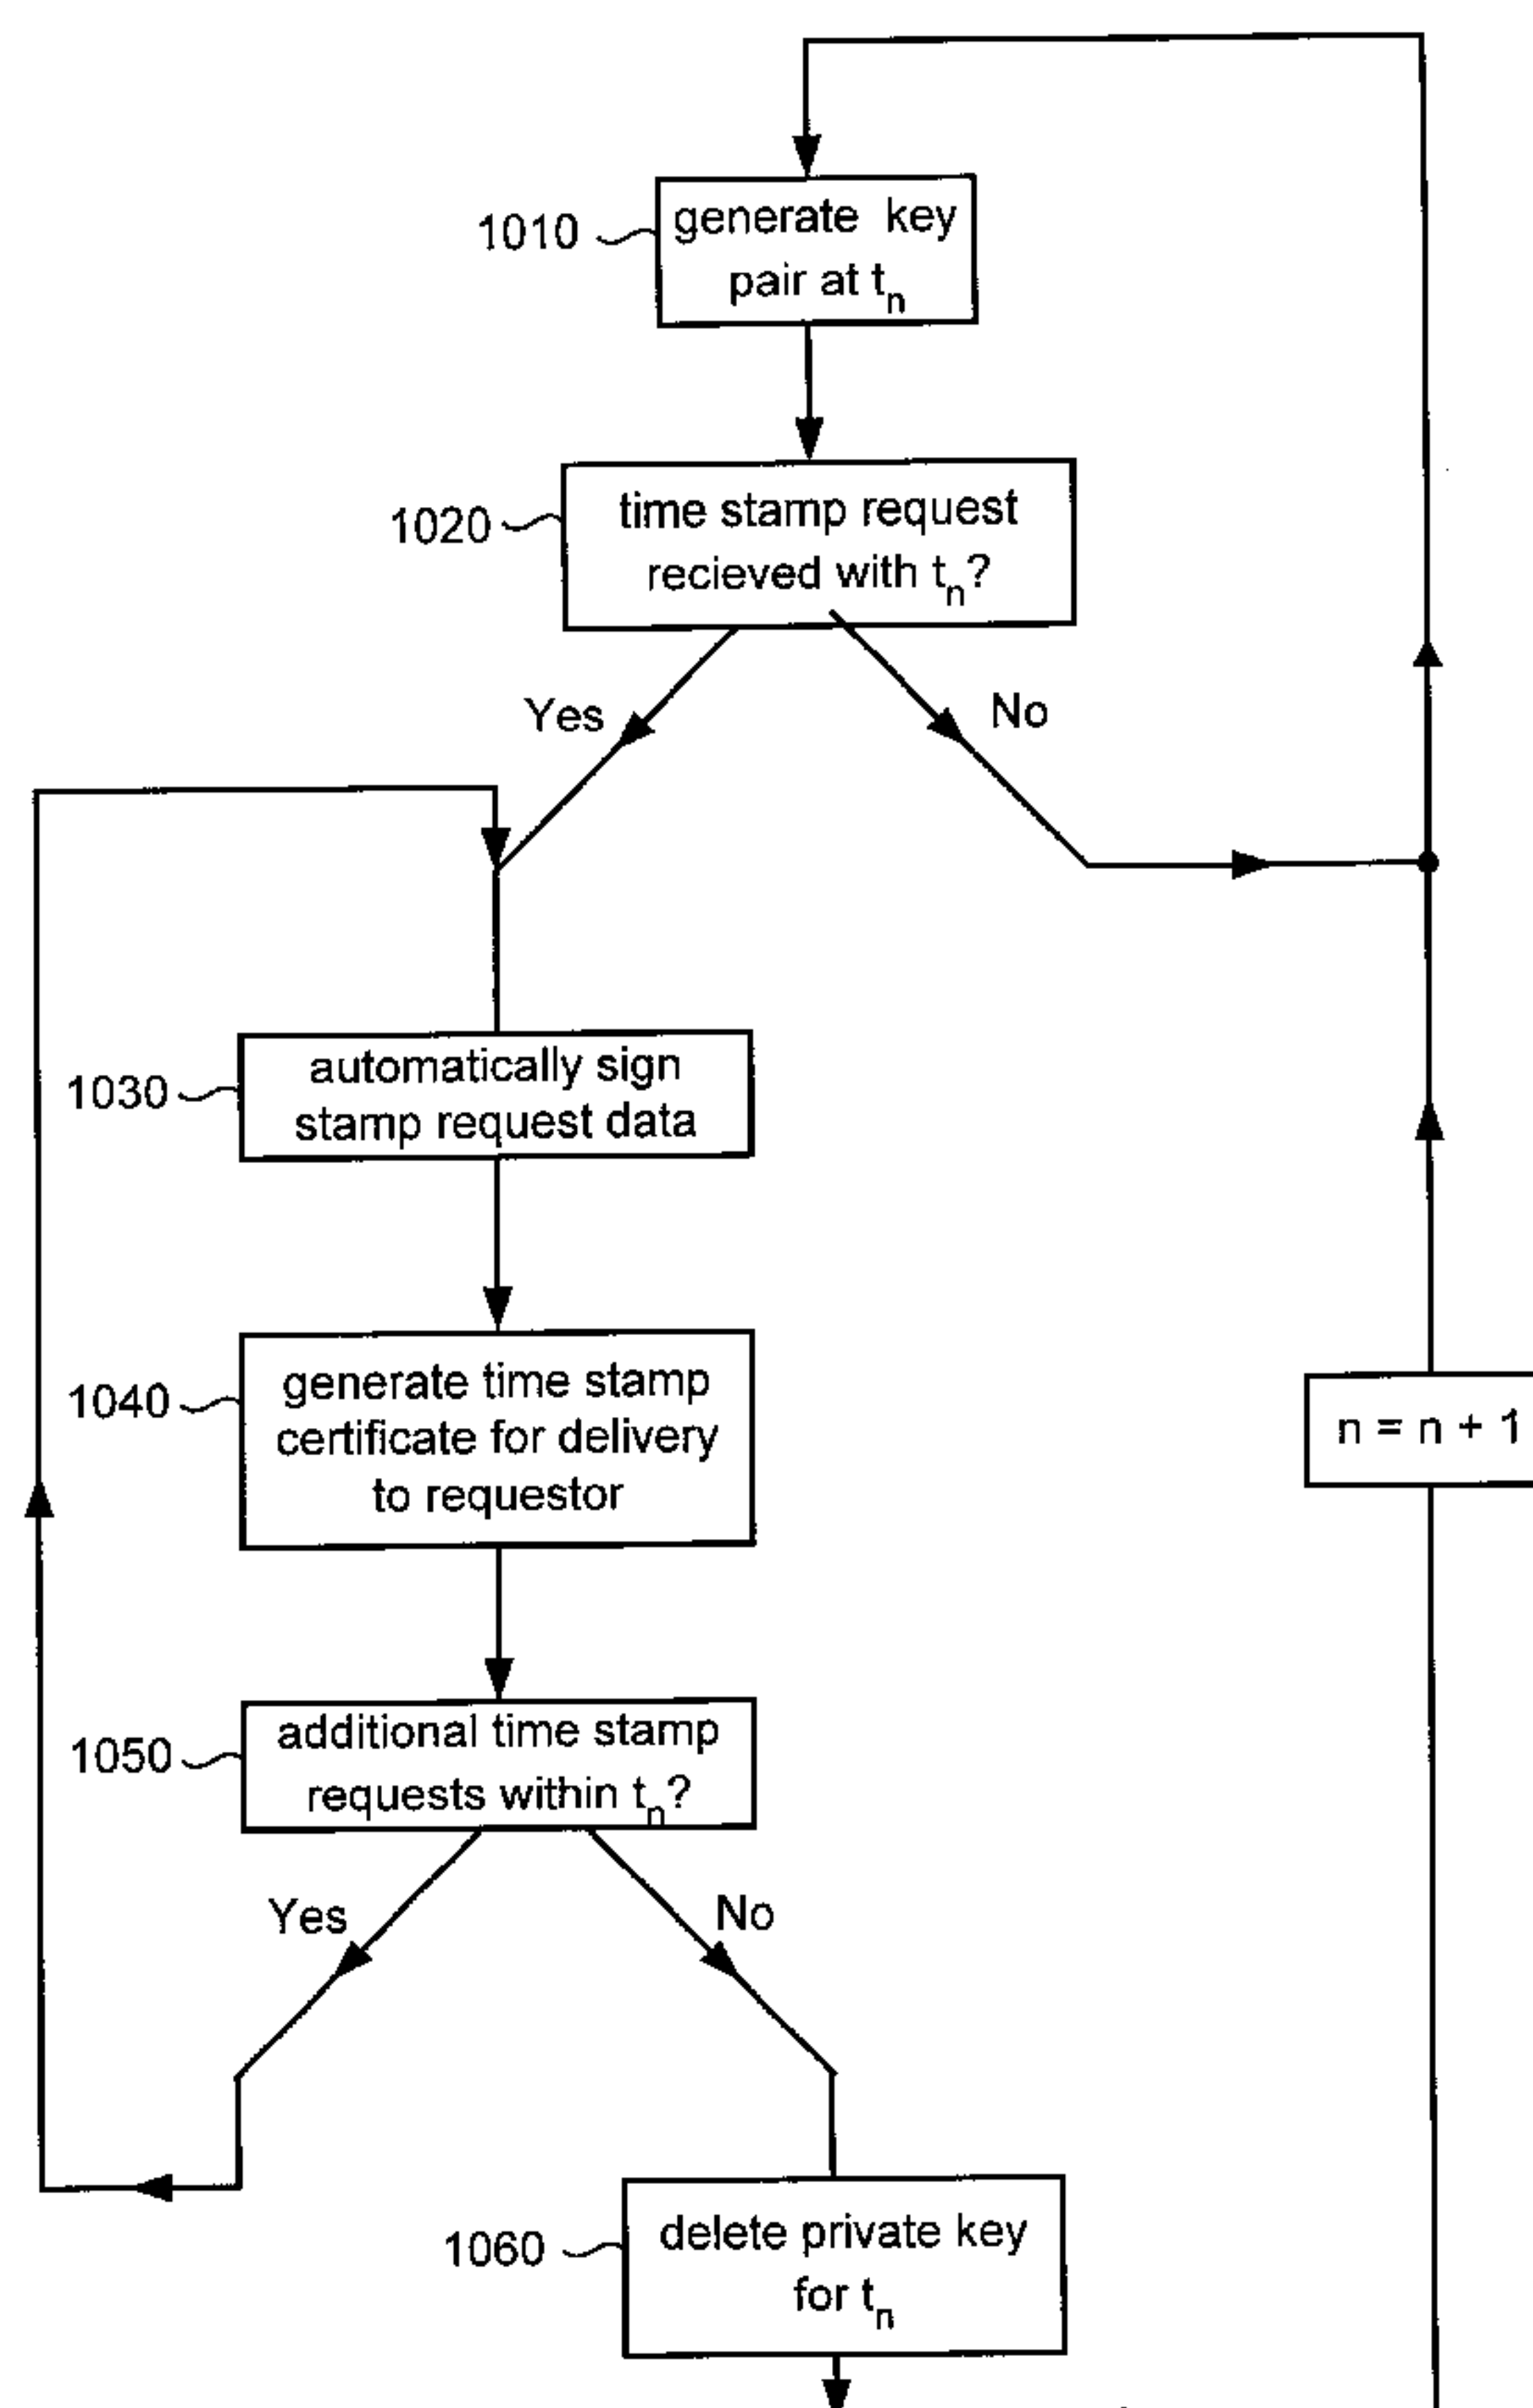 1010
generate key
pair at tn
1020
time stamp request
recieved with tn?
Yes
No
1030
automatically sign
stamp request data
1040
generate time stamp
certificate for delivery
to requestor
n = n + 1
1050
additional time stamp
requests within tn?
Yes
No
1060
delete private key
for tn